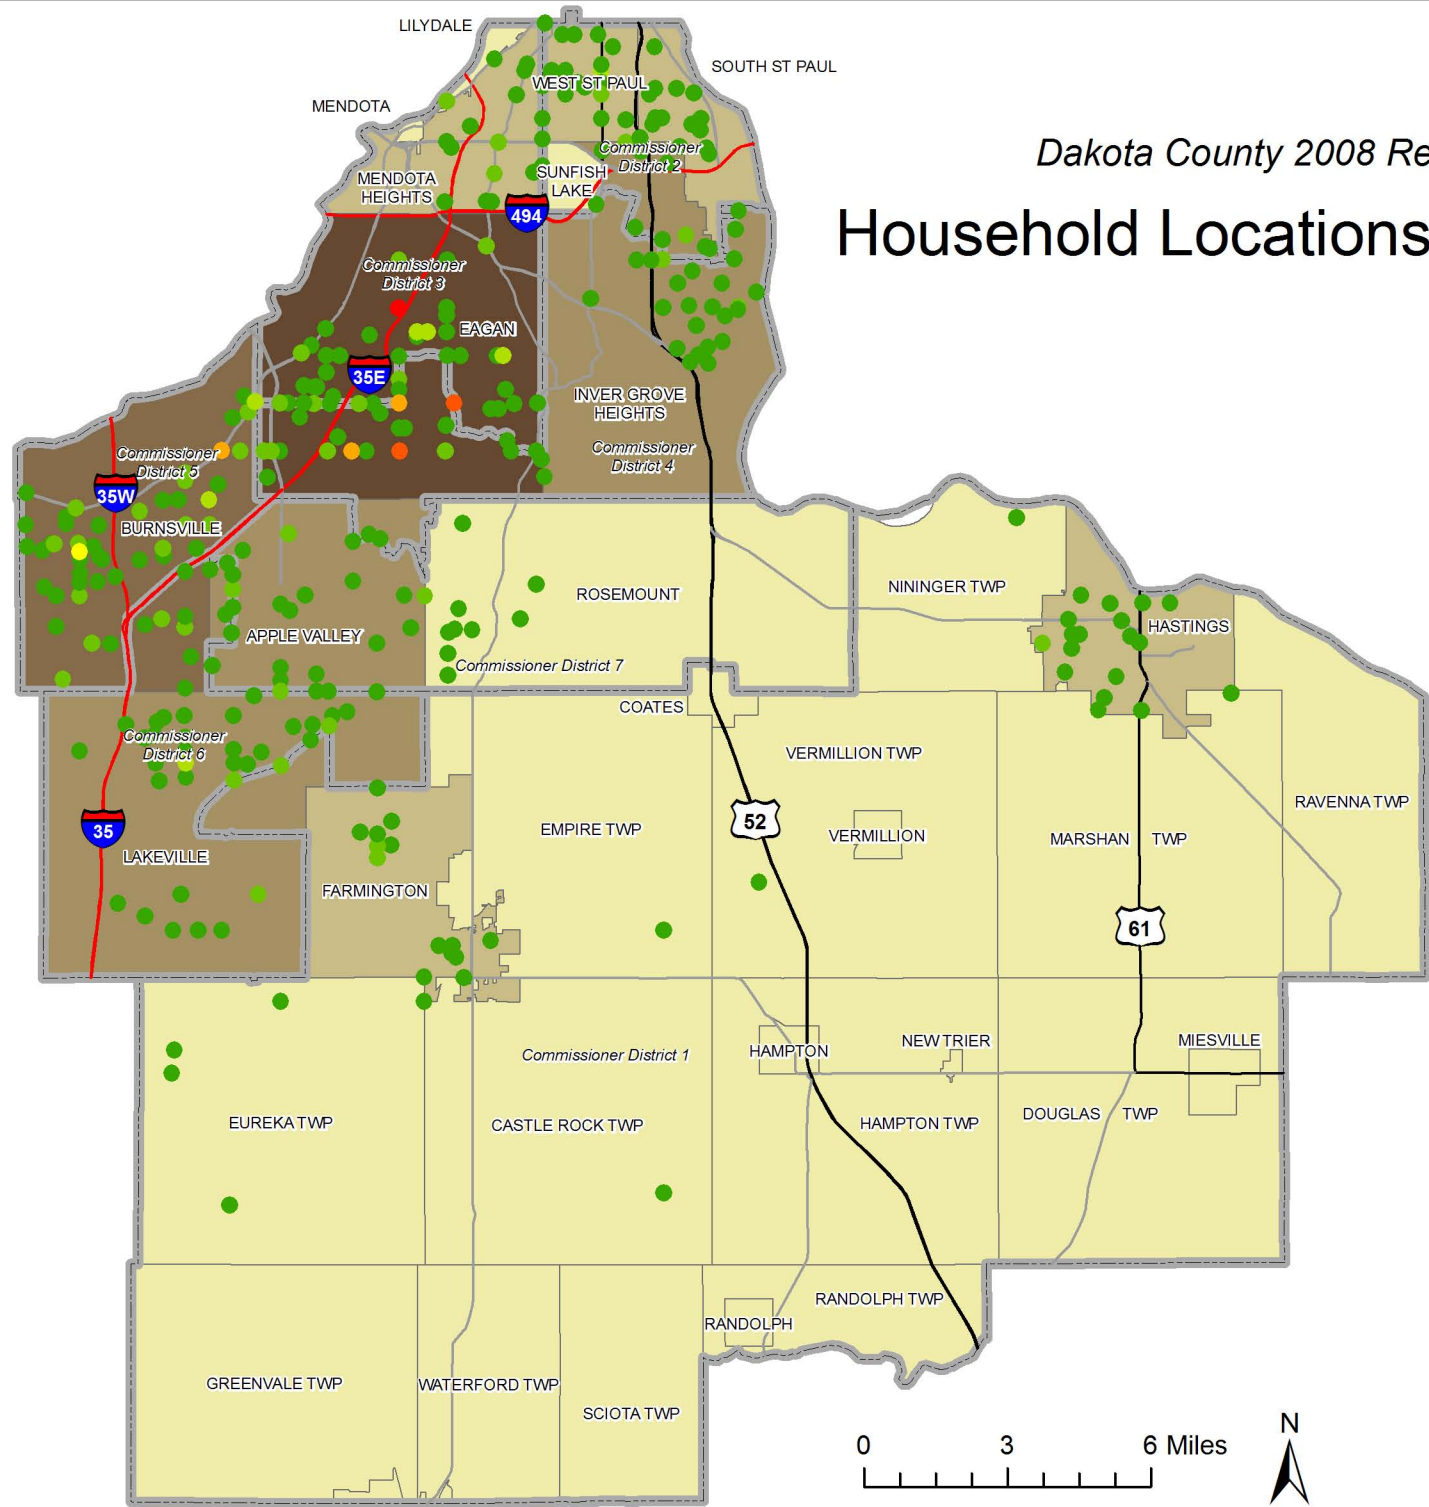 LILYDALE
SOUTH ST PAUL
WEST ST PAUL
MENDOTA
Dakota County 2008 Re
Commissioner
District 2
SUNFISH
LAKE
MENDOTA
HEIGHTS
494
Household Locations
Commissioner
District 3
EAGAN
35E
INVER GROVE
HEIGHTS
Commissioner
District 4
Commissioner
District 5
35W
BURNSVILLE
ROSEMOUNT
NININGER TWP
HASTINGS
APPLE VALLEY
Commissioner District 7
COATES
Commissioner
District 6
VERMILLION TWP
RAVENNA TWP
35
52
EMPIRE TWP
VERMILLION
MARSHAN TWP
LAKEVILLE
FARMINGTON
61
Commissioner District 1
HAMPTON
NEW TRIER
MIESVILLE
EUREKA TWP
CASTLE ROCK TWP
HAMPTON TWP
DOUGLAS TWP
RANDOLPH TWP
RANDOLPH
GREENVALE TWP
WATERFORD TWP
SCIOTA TWP
N
0 3 6 Miles